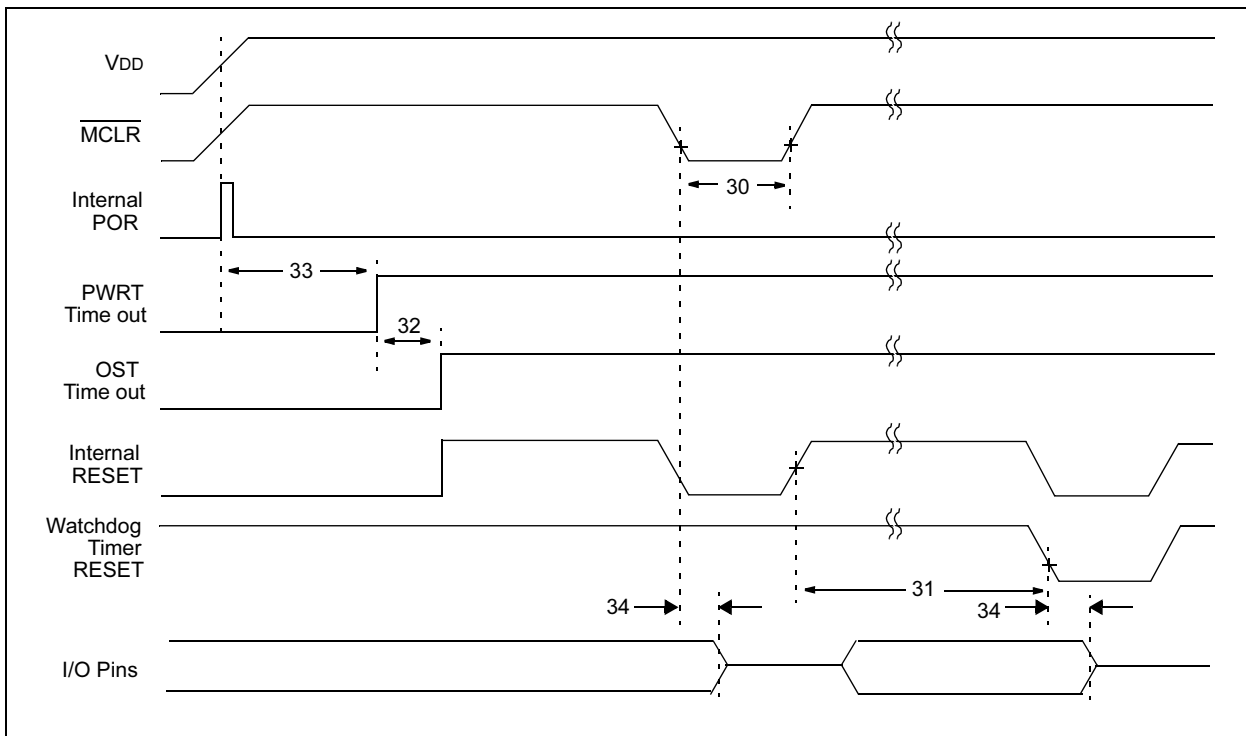 VDD
MCLR
30
Internal
POR
33
PWRT
Time out
32
OST
Time out
Internal
RESET
Watchdog
Timer
RESET
31
34
34
I/O Pins